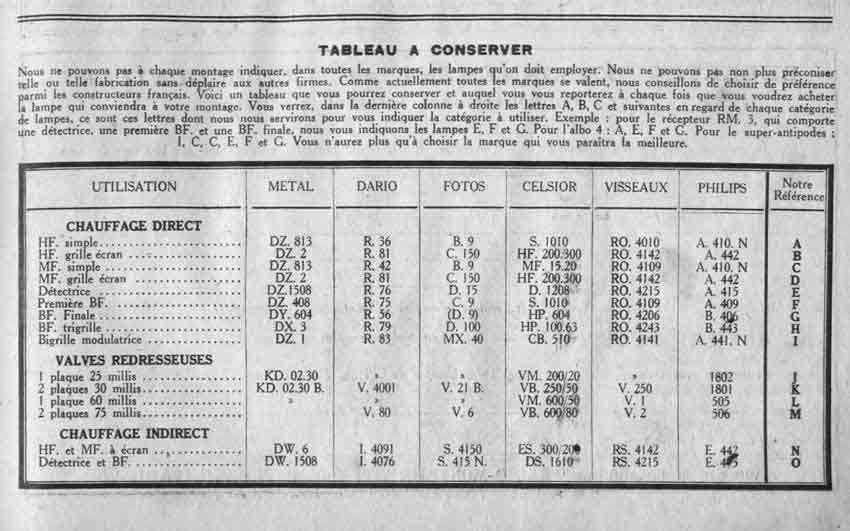 TABLEAU A CONSERVER
Nous ne pouvons pas à chaque montage indiquer, dans toutes les marques, les lampes qu'on doit employer. Nous ne pouvons pas non plus préconiser
telle ou telle fabrication sans déplaire aux autres firmes. Comme actuellement toutes les marques se valent, nous conseillons de choisir de préférence
parmi les constructeurs français. Voici un tableau que vous pourrez conserver et auquel vous vous reporterez à chaque fois que vous voudrez acheter
la lampe qui conviendra à votre montage. Vous verrez, dans la dernière colonne à droite les lettres A, B, C et suivantes en regard de chaque catégorie
de lampes, ce sont ces lettres dont nous nous servirons pour vous indiquer la catégorie à utiliser. Exemple : pour le récepteur RM. 3, qui comporte
une détectrice, une première BF. et une BF. finale, nous vous indiquons les lampes E, F et G. Pour l'albo 4 : A, E, F et G. Pour le super-antipodes :
I, C, C, E, F et G. Vous n'aurez plus qu'à choisir la marque qui vous paraîtra la meilleure.
UTILISATION METAL DARIO FOTOS CELSIOR VISSEAUX PHILIPS Notre Référence
CHAUFFAGE DIRECT
HF. simple DZ. 813 R. 36 B. 9 S. 1010 RO. 4010 A. 410. N A
HF. grille écran DZ. 2 R. 81 C. 150 HF. 200.300 RO. 4142 A. 442 B
MF. simple DZ. 813 R. 42 B. 9 MF. 15.20 RO. 4109 A. 410. N C
MF. grille écran DZ. 2 R. 81 C. 150 HF. 200.300 RO. 4142 A. 442 D
Détectrice DZ. 1508 R. 76 D. 15 D. 1208 RO. 4215 A. 415 E
Première BF. DZ. 408 R. 75 C. 9 S. 1010 RO. 4109 A. 409 F
BF. Finale DY. 604 R. 56 (D. 9) HP. 604 RO. 4206 B. 406 G
BF. trigrille DX. 3 R. 79 D. 100 HP. 100.63 RO. 4243 B. 443 H
Bigrille modulatrice DZ. 1 R. 83 MX. 40 CB. 510 RO. 4141 A. 441. N I
VALVES REDRESSEUSES
1 plaque 25 millis KD. 02.30 » » VM. 200/20 » 1802 J
2 plaques 30 millis KD. 02.30 B. V. 4001 V. 21 B. VB. 250/50 V. 250 1801 K
1 plaque 60 millis » » » VM. 600/50 V. 1 505 L
2 plaques 75 millis V. 80 V. 6 VB. 600/80 V. 2 506 M
CHAUFFAGE INDIRECT
HF. et MF. à écran DW. 6 I. 4091 S. 4150 ES. 300/200 RS. 4142 E. 442 N
Détectrice et BF. DW. 1508 I. 4076 S. 415 N. DS. 1610 RS. 4215 O